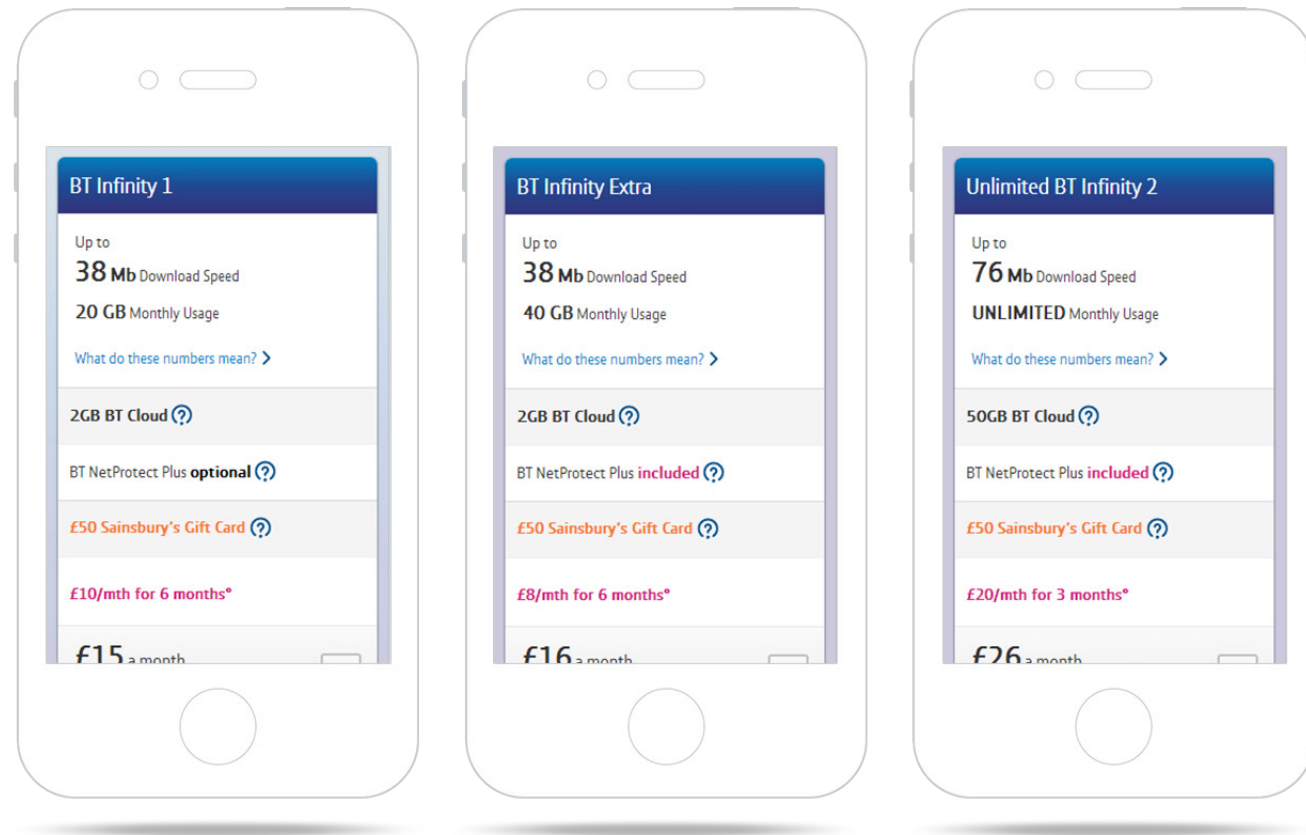 BT Infinity 1
Up to
38 Mb Download Speed
20 GB Monthly Usage
What do these numbers mean?
2GB BT Cloud
BT NetProtect Plus optional
£50 Sainsbury's Gift Card
£10/mth for 6 months°
£15 a month
BT Infinity Extra
Up to
38 Mb Download Speed
40 GB Monthly Usage
What do these numbers mean?
2GB BT Cloud
BT NetProtect Plus included
£50 Sainsbury's Gift Card
£8/mth for 6 months°
£16 a month
Unlimited BT Infinity 2
Up to
76 Mb Download Speed
UNLIMITED Monthly Usage
What do these numbers mean?
50GB BT Cloud
BT NetProtect Plus included
£50 Sainsbury's Gift Card
£20/mth for 3 months°
£26 a month